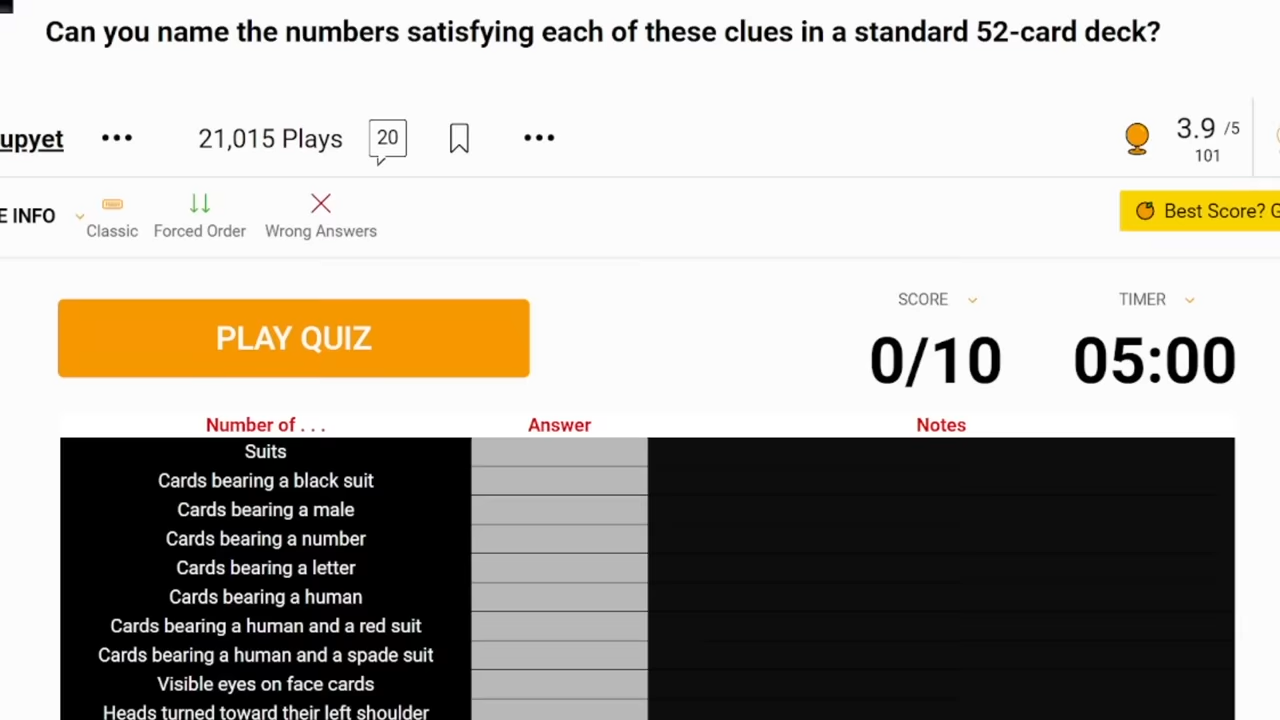 Can you name the numbers satisfying each of these clues in a standard 52-card deck?
upyet
21,015 Plays
20
3.9 /5
101
E INFO
Classic
Forced Order
Wrong Answers
Best Score? G
PLAY QUIZ
SCORE
TIMER
0/10
05:00
Number of . . .
Answer
Notes
Suits
Cards bearing a black suit
Cards bearing a male
Cards bearing a number
Cards bearing a letter
Cards bearing a human
Cards bearing a human and a red suit
Cards bearing a human and a spade suit
Visible eyes on face cards
Heads turned toward their left shoulder